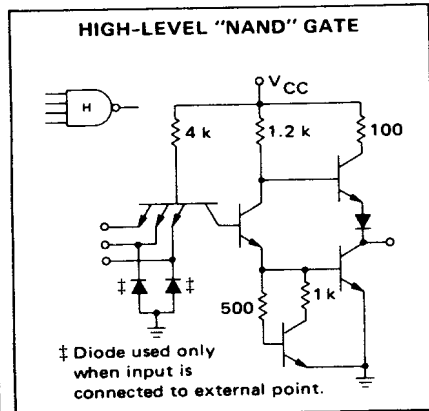 HIGH-LEVEL "NAND" GATE
H
VCC
4 k
1.2 k
100
‡
‡
500
1 k
‡ Diode used only
when input is
connected to external point.